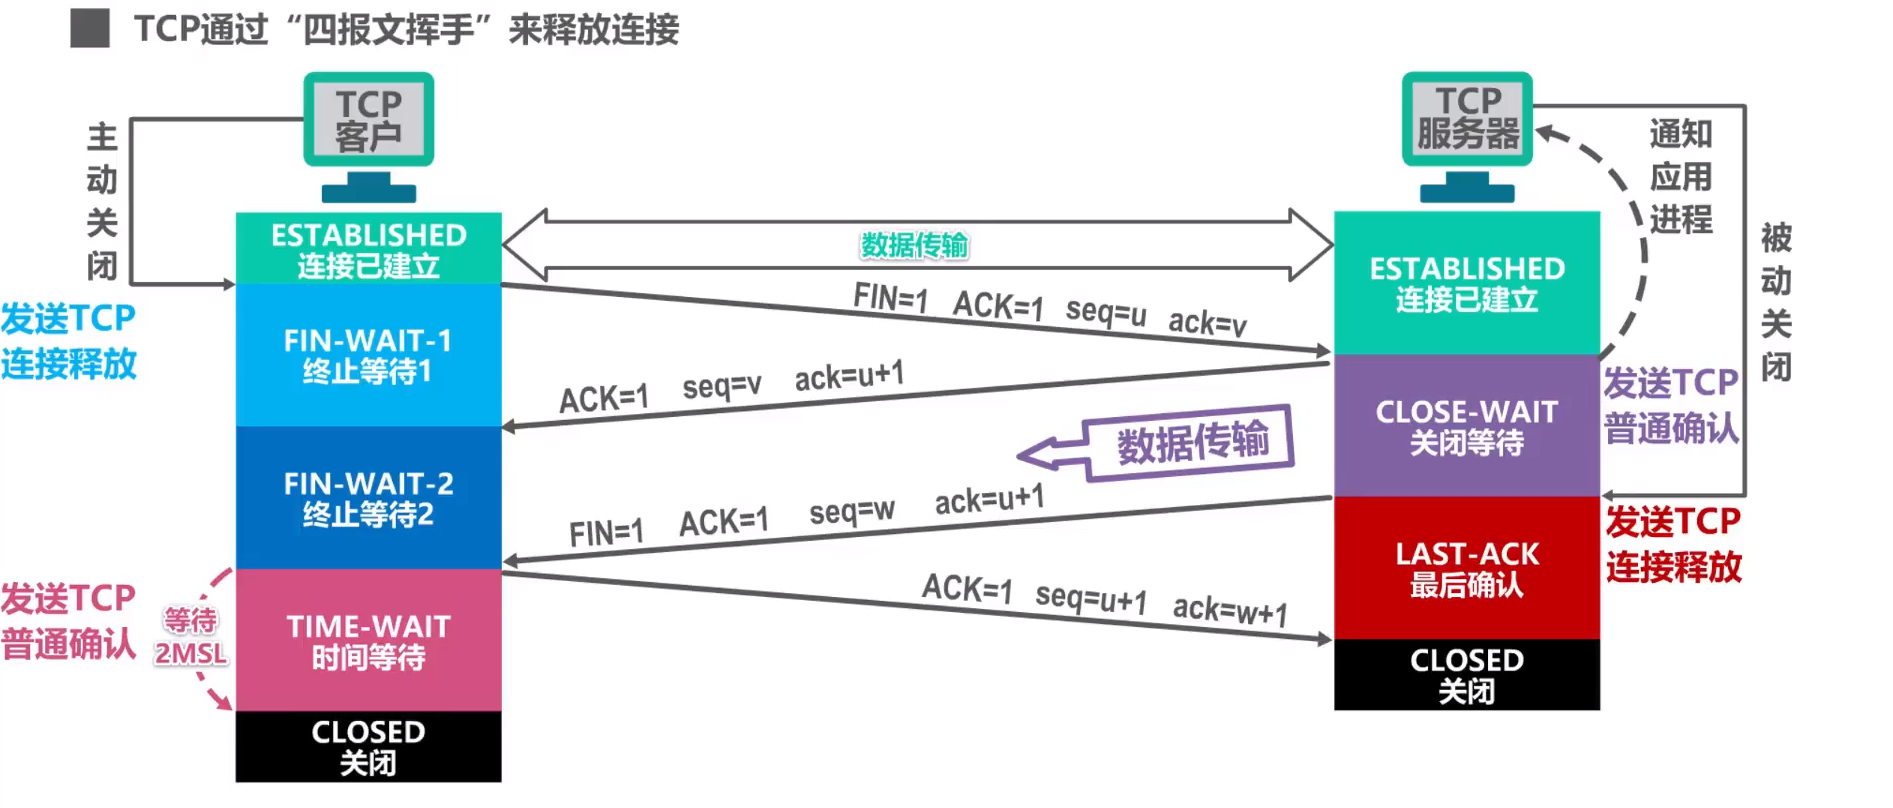 TCP通过“四报文挥手”来释放连接
TCP
客户
TCP
服务器
主
动
关
闭
通知
应用
进程
被
动
关
闭
ESTABLISHED
连接已建立
数据传输
ESTABLISHED
连接已建立
FIN=1 ACK=1 seq=u ack=v
发送TCP
连接释放
FIN-WAIT-1
终止等待1
ACK=1 seq=v ack=u+1
CLOSE-WAIT
关闭等待
发送TCP
普通确认
数据传输
FIN-WAIT-2
终止等待2
FIN=1 ACK=1 seq=w ack=u+1
LAST-ACK
最后确认
发送TCP
连接释放
ACK=1 seq=u+1 ack=w+1
发送TCP
普通确认
等待
2MSL
TIME-WAIT
时间等待
CLOSED
关闭
CLOSED
关闭